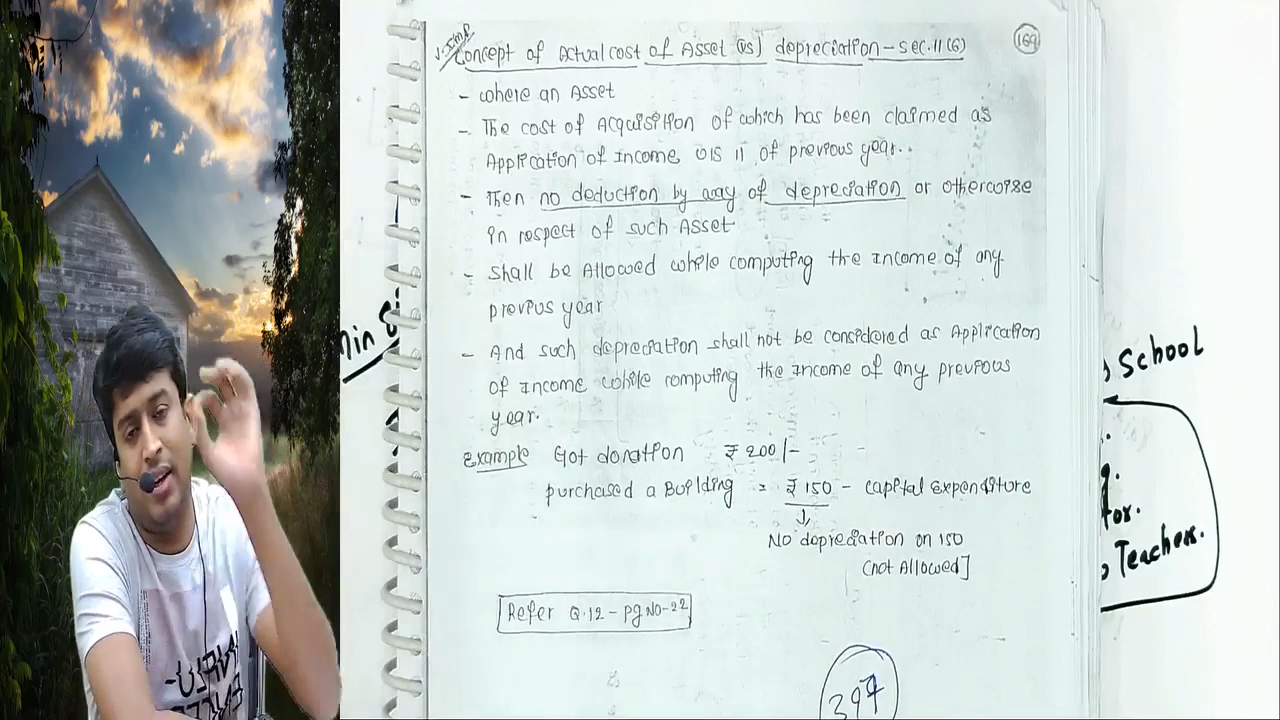 V.Imp
Concept of Actual cost of Asset (vs) depreciation - sec. 11(6)
169
- where an Asset
- The cost of Acquisition of which has been claimed as
Application of Income U/S 11 of previous year..
- Then no deduction by way of depreciation or otherwise
in respect of such Asset
- shall be Allowed while computing the Income of any
previous year
- And such depreciation shall not be considered as Application
of Income while computing the Income of any previous
year.
Example Got donation ₹ 200/-
purchased a Building = ₹ 150 - capital Expenditure
No depreciation on 150
(not Allowed]
Refer Q.12 - pg No-22
397
School
Teacher.